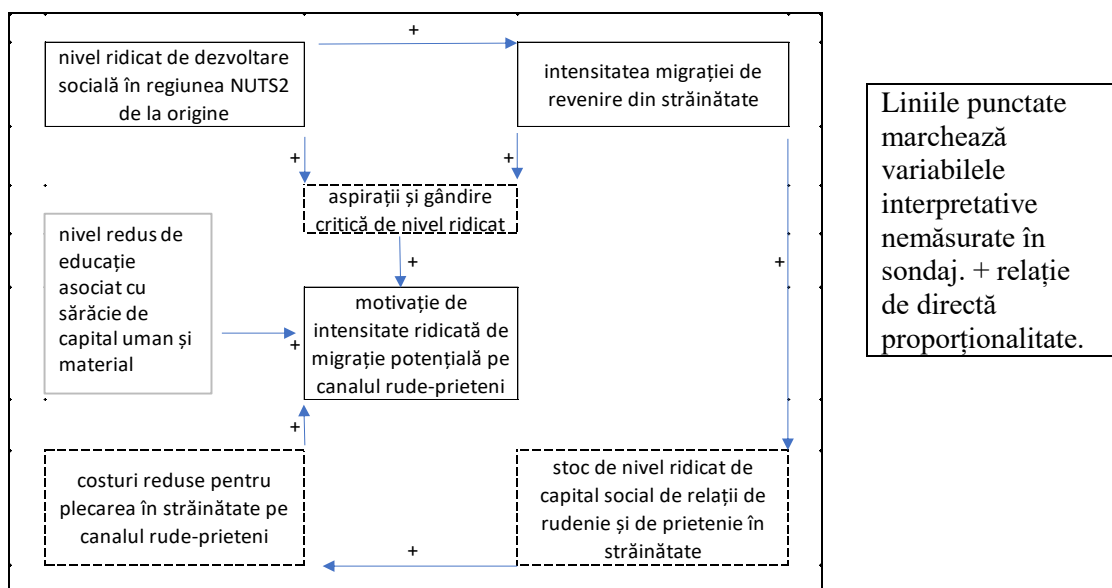 +
nivel ridicat de dezvoltare
socială în regiunea NUTS2
de la origine
intensitatea migrației de
revenire din străinătate
+
+
aspirații și gândire
critică de nivel ridicat
nivel redus de
educație
asociat cu
sărăcie de
capital uman și
material
+
+
motivație de
intensitate ridicată de
migrație potențială pe
canalul rude-prieteni
+
+
costuri reduse pentru
plecarea în străinătate pe
canalul rude-prieteni
stoc de nivel ridicat de
capital social de relații de
rudenie și de prietenie în
străinătate
+
Liniile punctate
marchează
variabilele
interpretative
nemăsurate în
sondaj. + relație
de directă
proporționalitate.